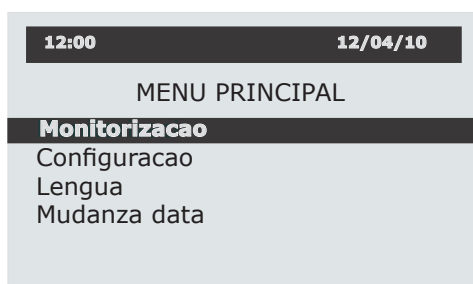 12:00 12/04/10
MENU PRINCIPAL
Monitorizacao
Configuracao
Lengua
Mudanza data